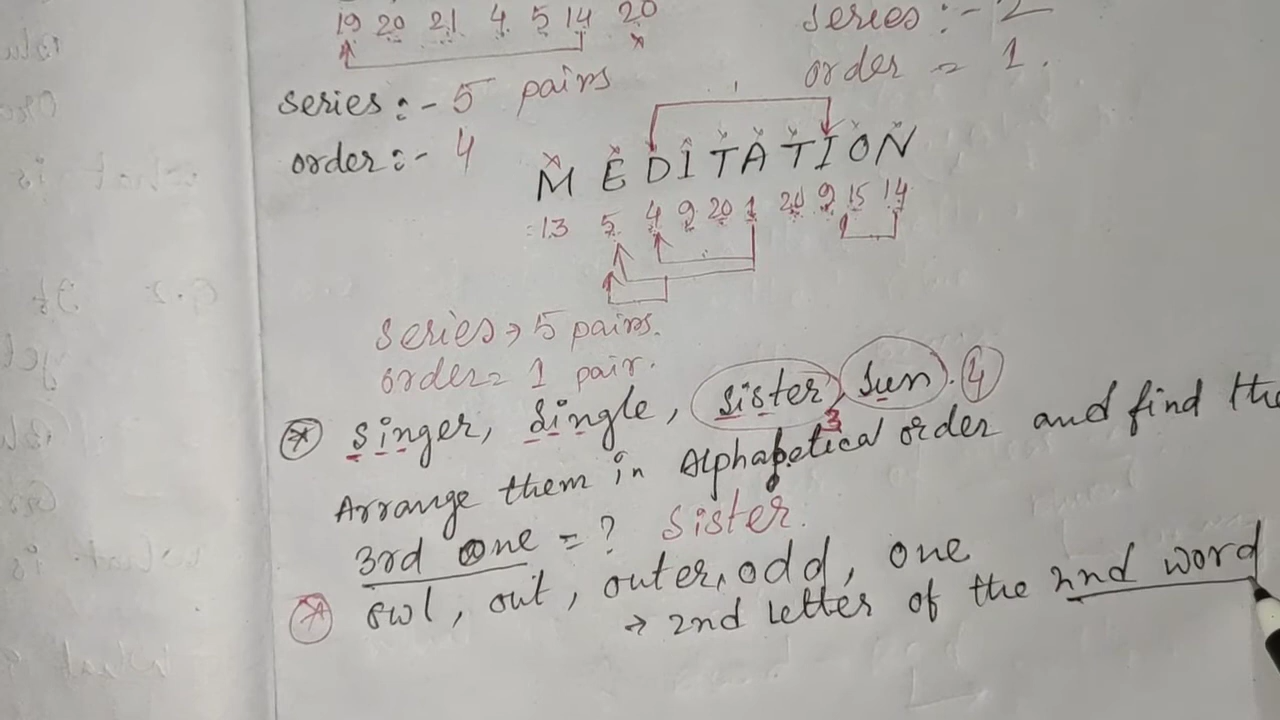 19 20 21 4 5 14 20
series :- 2
order = 1.
series :- 5 pairs
order :- 4
MEDITATION
13 5 4 9 20 1 20 9 15 14
series → 5 pairs.
order = 1 pair.
singer, single, sister, sun. 4
3
Arrange them in Alphabetical order and find the
3rd one = ? sister.
owl, out, outer, odd, one
→ 2nd letter of the 2nd word